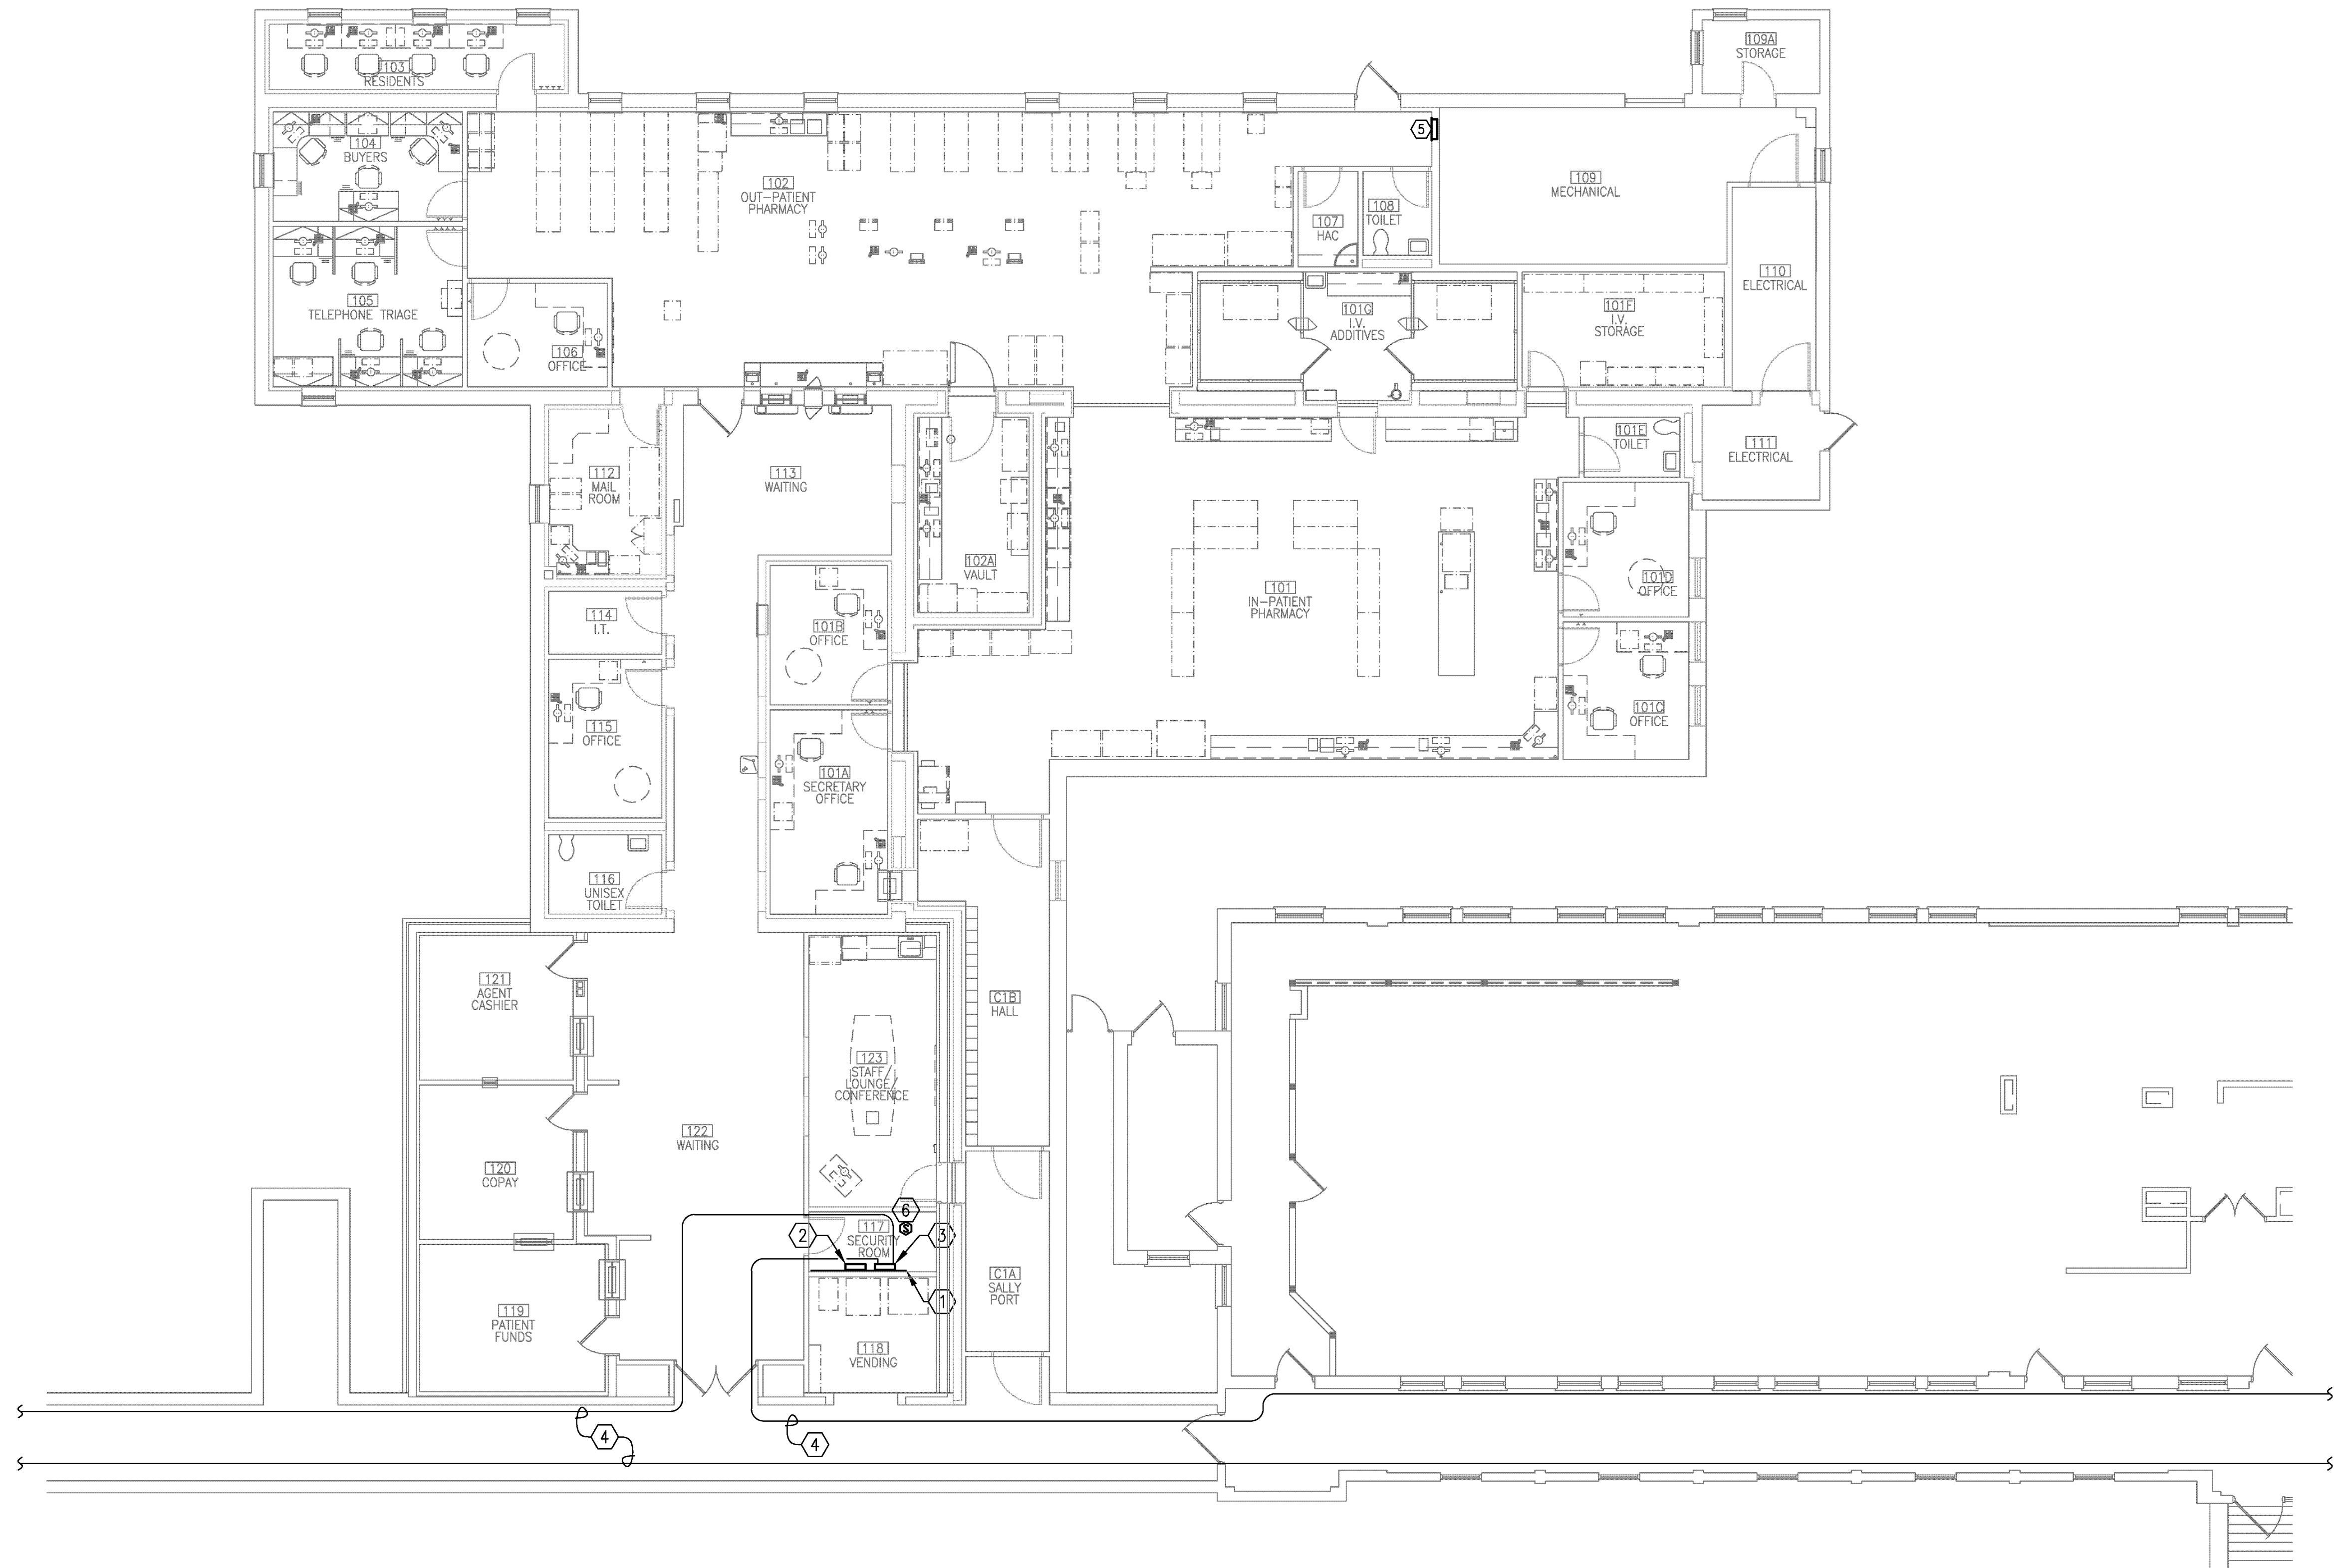 109A
STORAGE
103
RESIDENTS
5
104
BUYERS
102
OUT-PATIENT
PHARMACY
109
MECHANICAL
108
TOILET
107
HAC
105
TELEPHONE TRIAGE
110
ELECTRICAL
101G
I.V.
ADDITIVES
101F
I.V.
STORAGE
106
OFFICE
101E
TOILET
111
ELECTRICAL
112
MAIL
ROOM
113
WAITING
102A
VAULT
101
IN-PATIENT
PHARMACY
101D
OFFICE
114
I.T.
101B
OFFICE
115
OFFICE
101C
OFFICE
101A
SECRETARY
OFFICE
116
UNISEX
TOILET
121
AGENT
CASHIER
C1B
HALL
123
STAFF/
LOUNGE/
CONFERENCE
122
WAITING
120
COPAY
6
S
117
SECURITY
ROOM
2
3
1
C1A
SALLY
PORT
119
PATIENT
FUNDS
118
VENDING
4
4